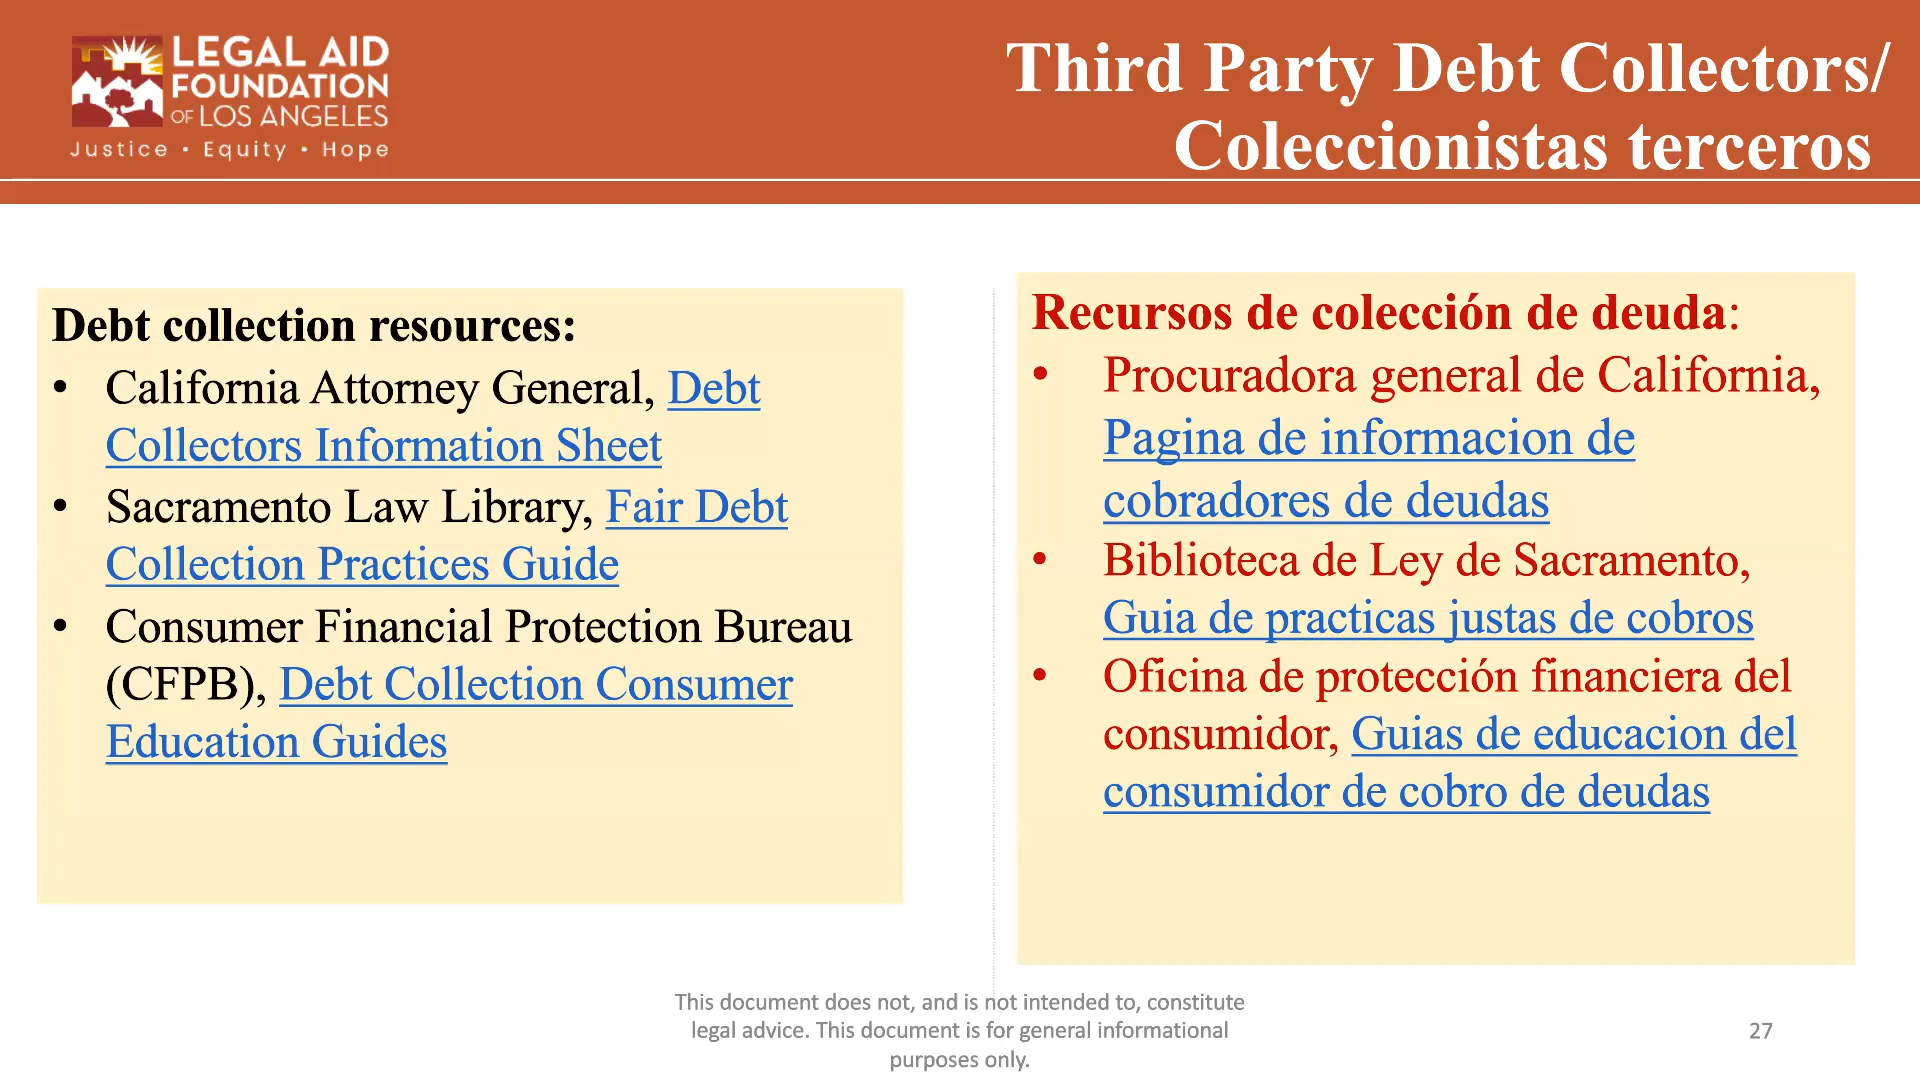 LEGAL AID
FOUNDATION
OF LOS ANGELES
Justice • Equity • Hope
Third Party Debt Collectors/
Coleccionistas terceros
Debt collection resources:
• California Attorney General, Debt
Collectors Information Sheet
• Sacramento Law Library, Fair Debt
Collection Practices Guide
• Consumer Financial Protection Bureau
(CFPB), Debt Collection Consumer
Education Guides
Recursos de colección de deuda:
• Procuradora general de California,
Pagina de informacion de
cobradores de deudas
• Biblioteca de Ley de Sacramento,
Guia de practicas justas de cobros
• Oficina de protección financiera del
consumidor, Guias de educacion del
consumidor de cobro de deudas
This document does not, and is not intended to, constitute
legal advice. This document is for general informational
purposes only.
27